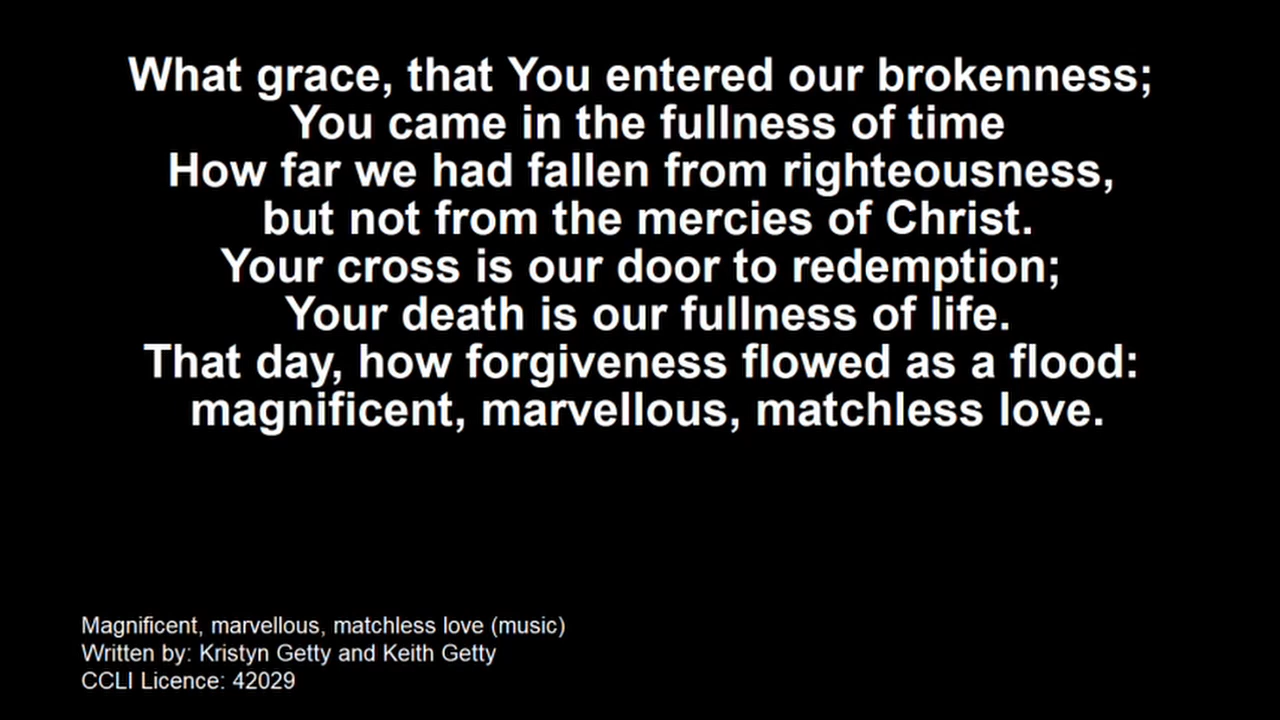 What grace, that You entered our brokenness;
You came in the fullness of time
How far we had fallen from righteousness,
but not from the mercies of Christ.
Your cross is our door to redemption;
Your death is our fullness of life.
That day, how forgiveness flowed as a flood:
magnificent, marvellous, matchless love.
Magnificent, marvellous, matchless love (music)
Written by: Kristyn Getty and Keith Getty
CCLI Licence: 42029